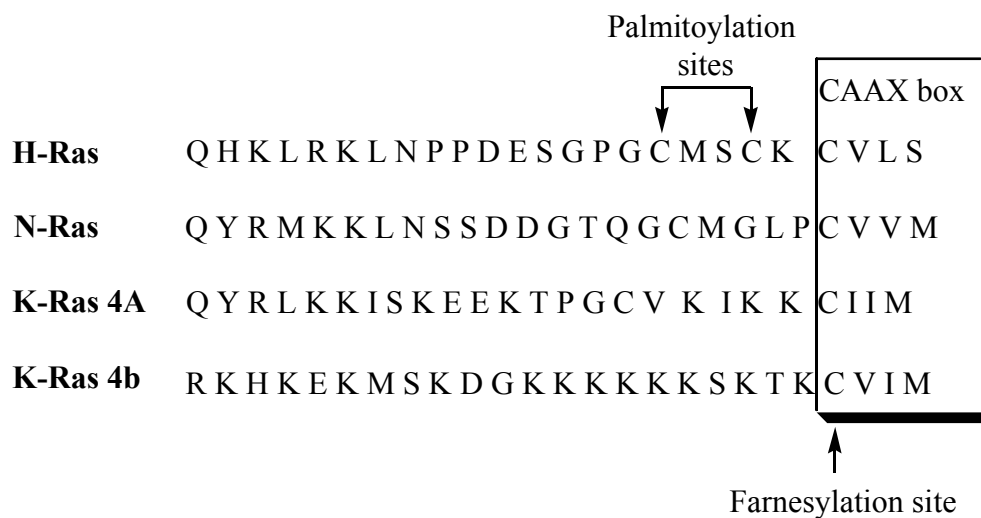 Palmitoylation
sites
CAAX box
H-Ras Q H K L R K L N P P D E S G P G C M S C K C V L S
N-Ras Q Y R M K K L N S S D D G T Q G C M G L P C V V M
K-Ras 4A Q Y R L K K I S K E E K T P G C V K I K K C I I M
K-Ras 4b R K H K E K M S K D G K K K K K K S K T K C V I M
Farnesylation site